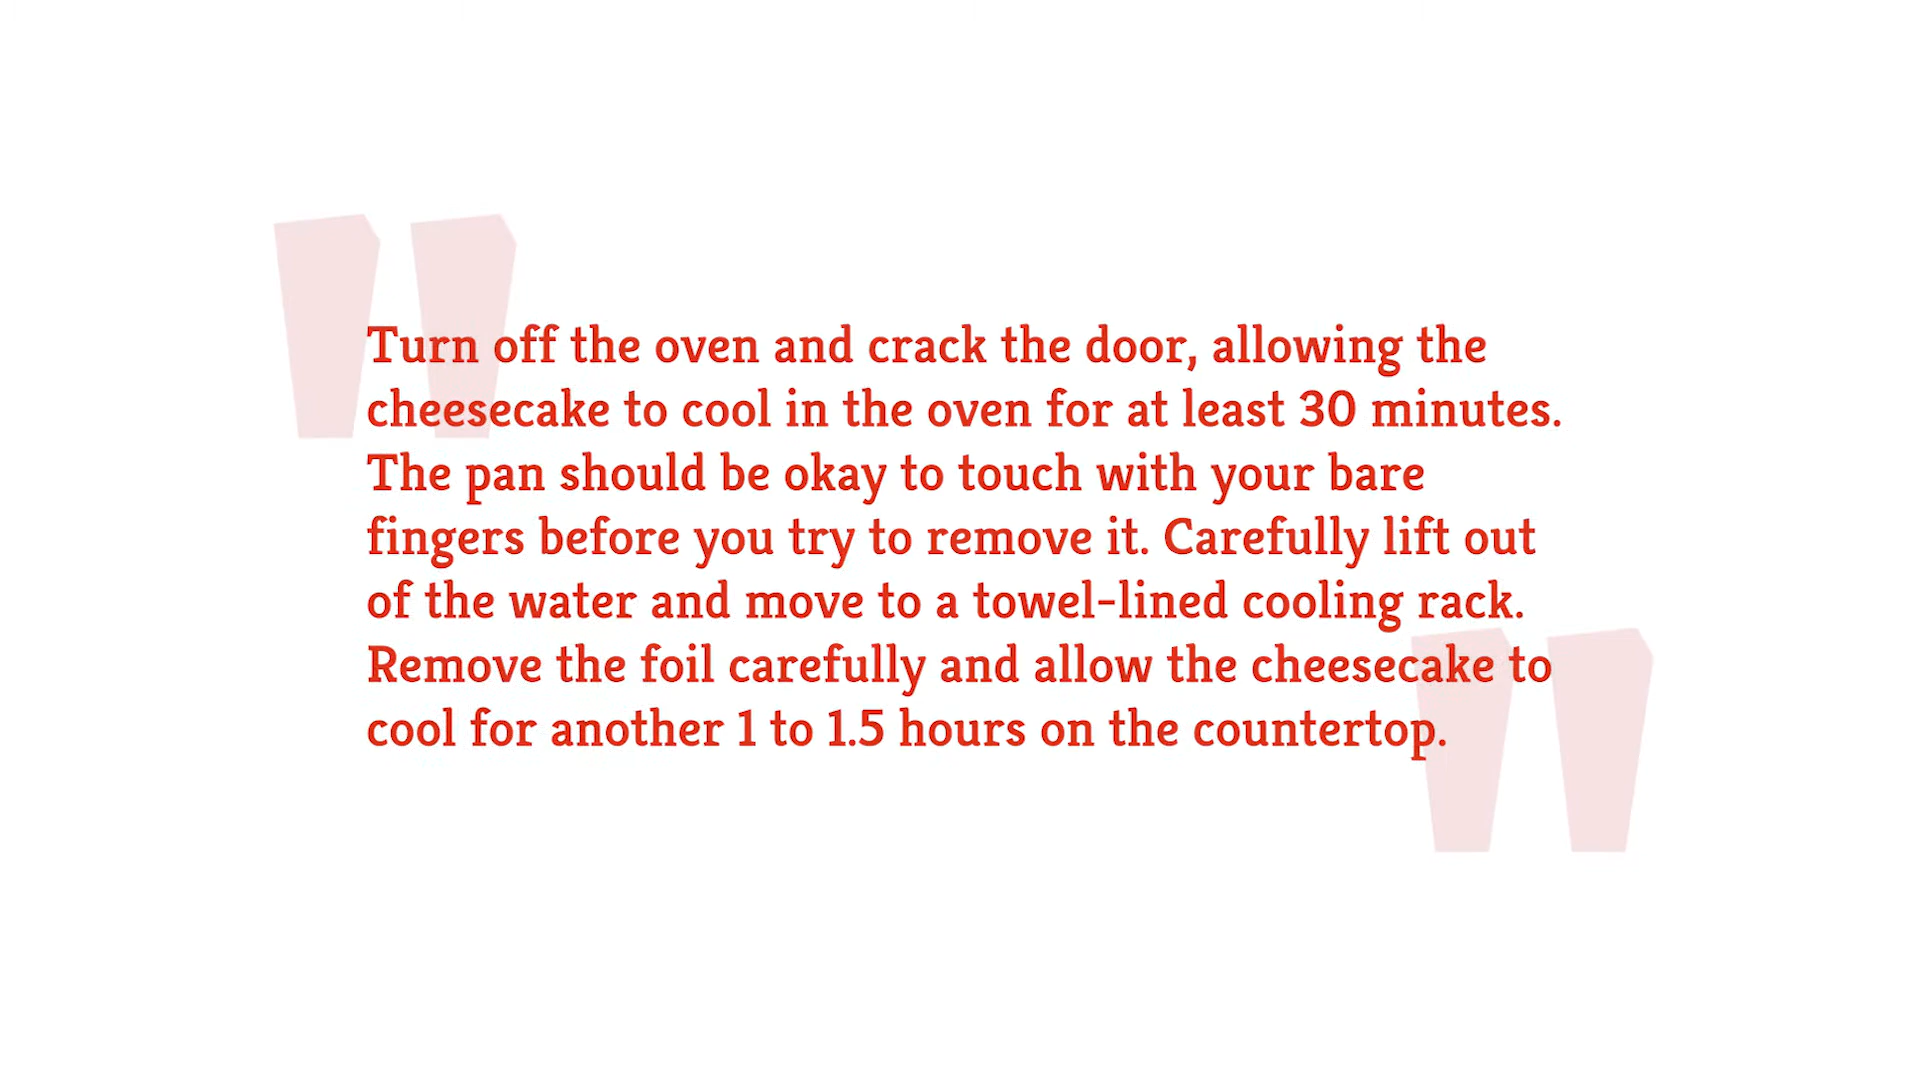 Turn off the oven and crack the door, allowing the
cheesecake to cool in the oven for at least 30 minutes.
The pan should be okay to touch with your bare
fingers before you try to remove it. Carefully lift out
of the water and move to a towel-lined cooling rack.
Remove the foil carefully and allow the cheesecake to
cool for another 1 to 1.5 hours on the countertop.